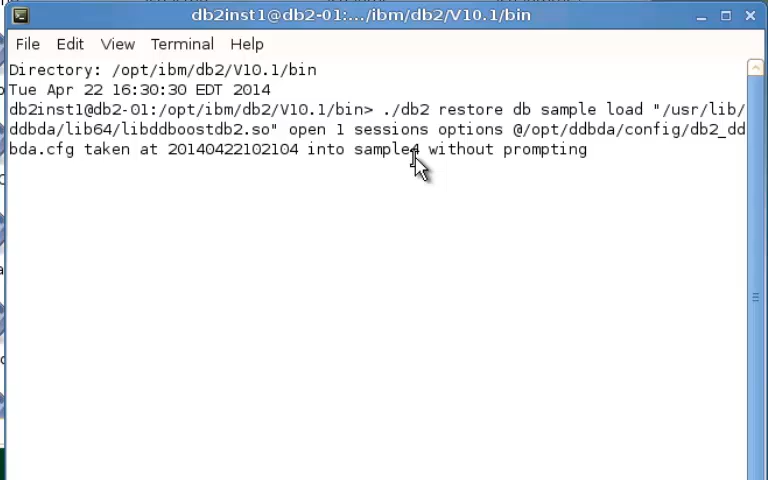 db2inst1@db2-01:.../ibm/db2/V10.1/bin
File Edit View Terminal Help
Directory: /opt/ibm/db2/V10.1/bin
Tue Apr 22 16:30:30 EDT 2014
db2inst1@db2-01:/opt/ibm/db2/V10.1/bin> ./db2 restore db sample load "/usr/lib/
ddbda/lib64/libddboostdb2.so" open 1 sessions options @/opt/ddbda/config/db2_dd
bda.cfg taken at 20140422102104 into sample4 without prompting